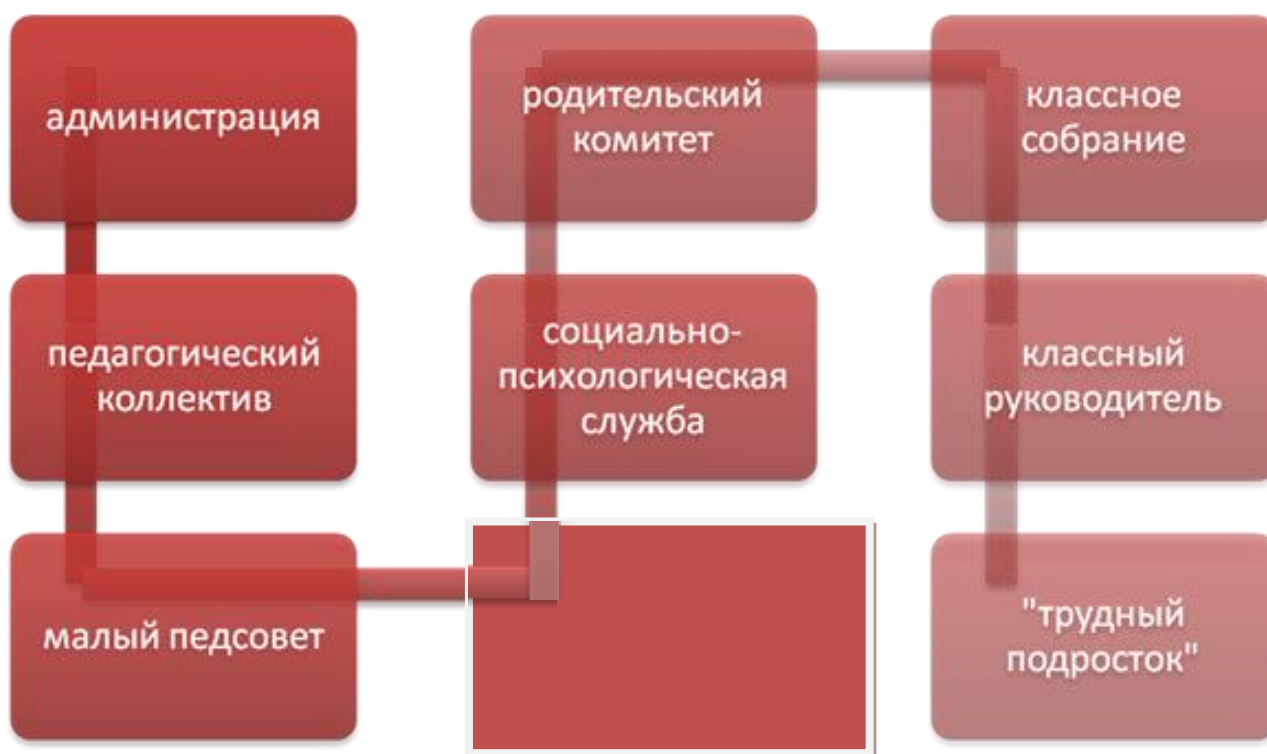 администрация
педагогический
коллектив
малый педсовет
социально-
психологическая
служба
родительский
комитет
классное
собрание
классный
руководитель
"трудный
подросток"